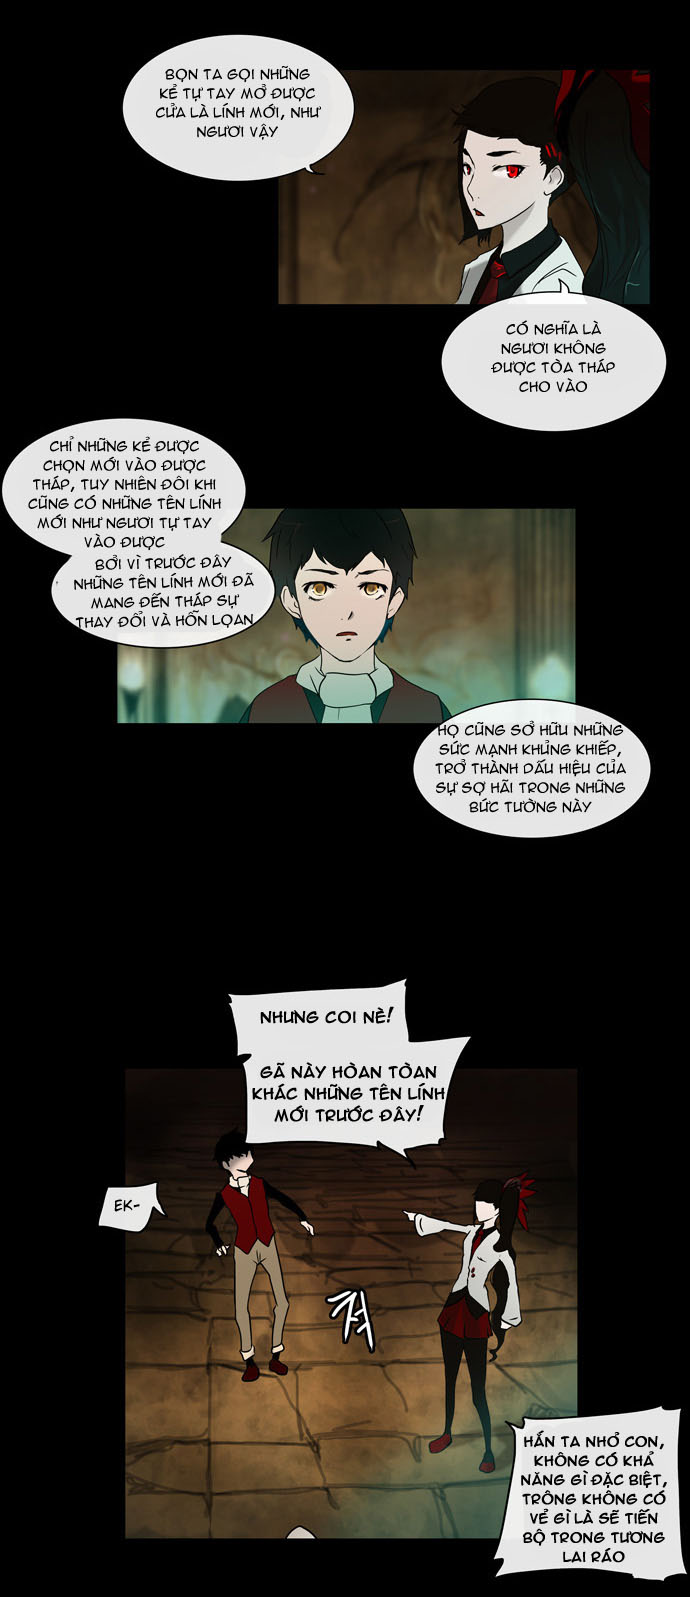 BỌN TA GỌI NHỮNG
KẺ TỰ TAY MỞ ĐƯỢC
CỬA LÀ LÍNH MỚI, NHƯ
NGƯƠI VẬY
CÓ NGHĨA LÀ
NGƯƠI KHÔNG
ĐƯỢC TÒA THÁP
CHO VÀO
CHỈ NHỮNG KẺ ĐƯỢC
CHỌN MỚI VÀO ĐƯỢC
THÁP, TUY NHIÊN ĐÔI KHI
CŨNG CÓ NHỮNG TÊN LÍNH
MỚI NHƯ NGƯƠI TỰ TAY
VÀO ĐƯỢC
BỞI VÌ TRƯỚC ĐÂY
NHỮNG TÊN LÍNH MỚI ĐÃ
MANG ĐẾN THÁP SỰ
THAY ĐỔI VÀ HỖN LOẠN
HỌ CŨNG SỞ HỮU NHỮNG
SỨC MẠNH KHỦNG KHIẾP,
TRỞ THÀNH DẤU HIỆU CỦA
SỰ SỢ HÃI TRONG NHỮNG
BỨC TƯỜNG NÀY
NHƯNG COI NÈ!
GÃ NÀY HOÀN TOÀN
KHÁC NHỮNG TÊN LÍNH
MỚI TRƯỚC ĐÂY!
EK-
척
HẮN TA NHỎ CON,
KHÔNG CÓ KHẢ
NĂNG GÌ ĐẶC BIỆT,
TRÔNG KHÔNG CÓ
VẺ GÌ LÀ SẼ TIẾN
BỘ TRONG TƯƠNG
LAI RÁO